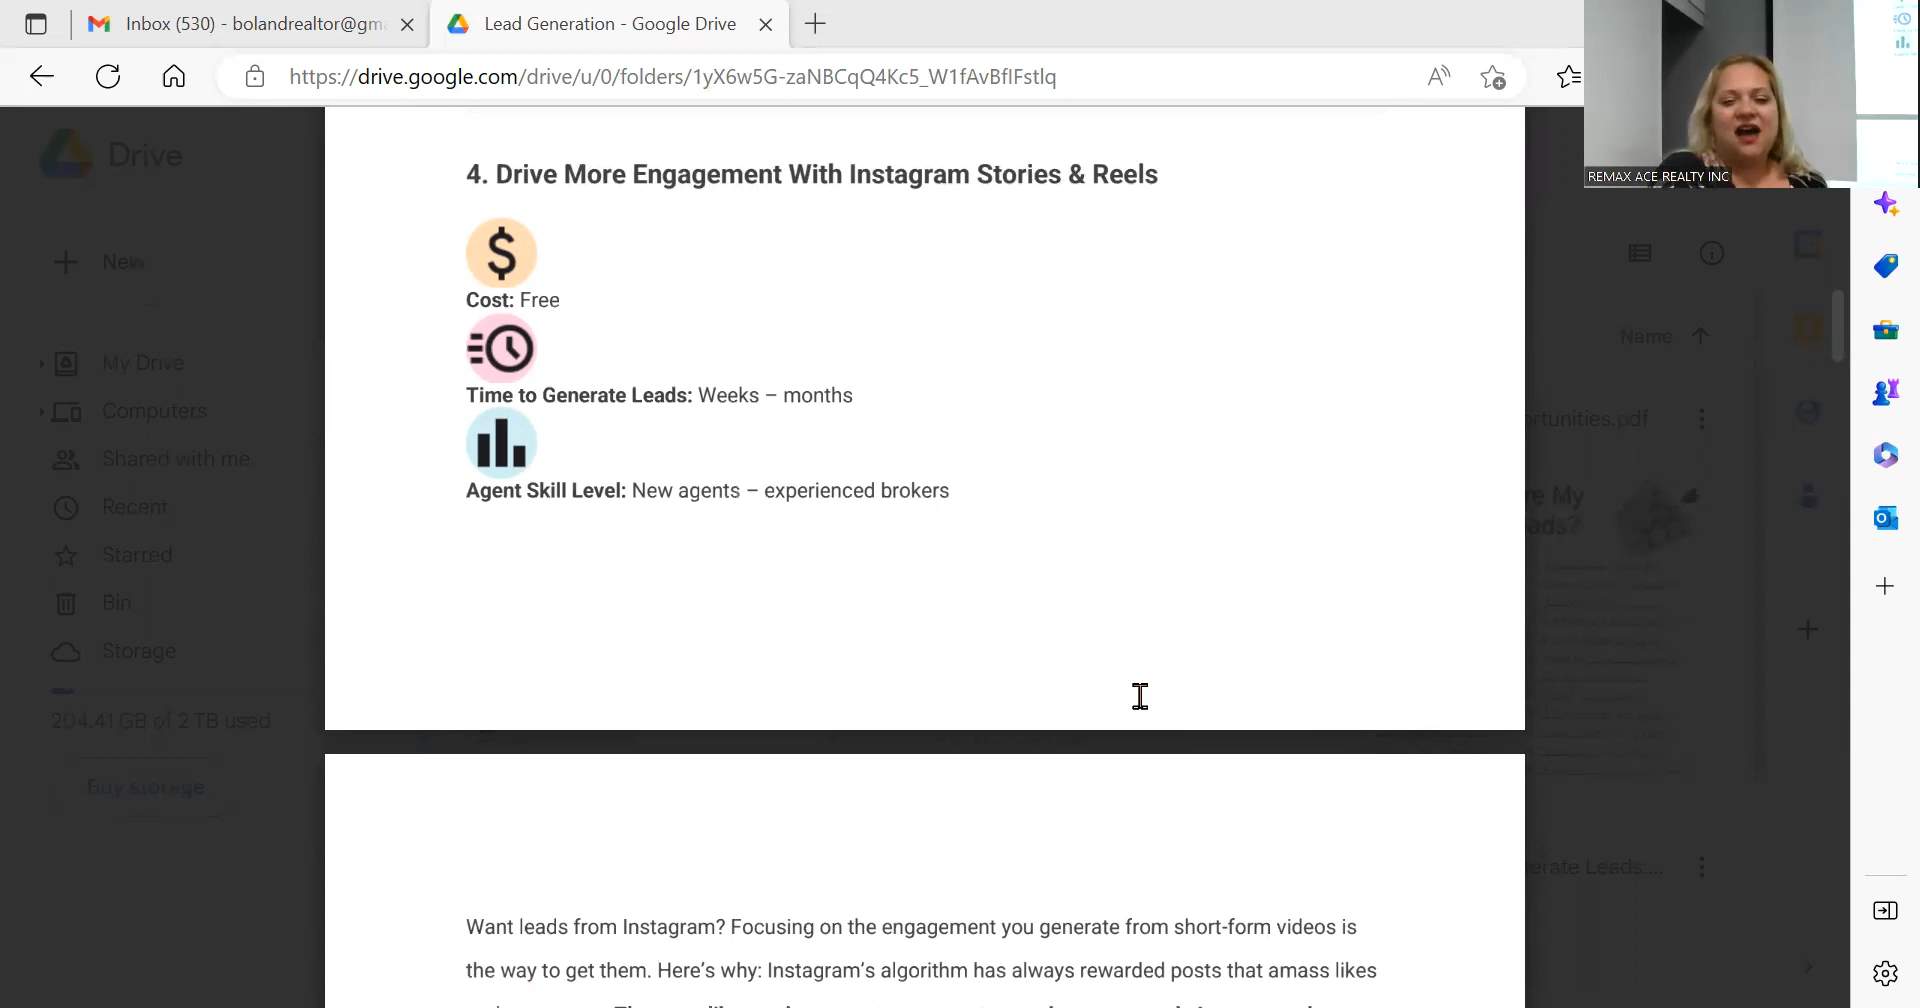 Inbox (530) - bolandrealtor@gm
Lead Generation - Google Drive
https://drive.google.com/drive/u/0/folders/1yX6w5G-zaNBCqQ4Kc5_W1fAvBfIFstlq
REMAX ACE REALTY INC
Drive
New
My Drive
Computers
Shared with me
Recent
Starred
Bin
Storage
204.41 GB of 2 TB used
Buy storage
Name
ortunities.pdf
re My
ads?
erate Leads:...
4. Drive More Engagement With Instagram Stories & Reels
$
Cost: Free
Time to Generate Leads: Weeks – months
Agent Skill Level: New agents – experienced brokers
Want leads from Instagram? Focusing on the engagement you generate from short-form videos is
the way to get them. Here’s why: Instagram’s algorithm has always rewarded posts that amass likes